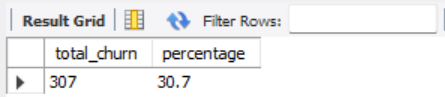 Result Grid Filter Rows:
total_churn percentage
307 30.7